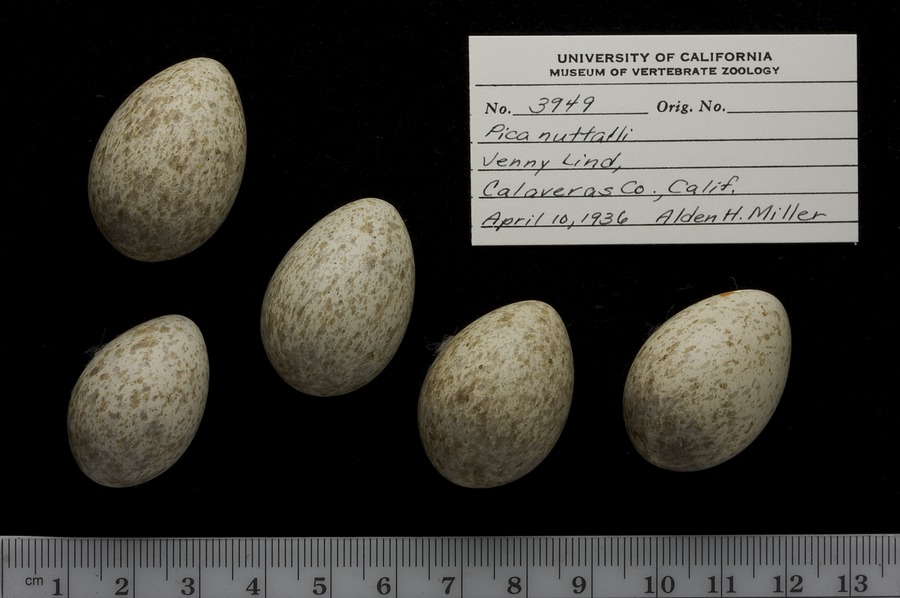 UNIVERSITY OF CALIFORNIA
MUSEUM OF VERTEBRATE ZOOLOGY
No. 3949 Orig. No.
Pica nuttalli
Jenny Lind,
Calaveras Co., Calif.
April 10, 1936 Alden H. Miller
cm 1 2 3 4 5 6 7 8 9 10 11 12 13